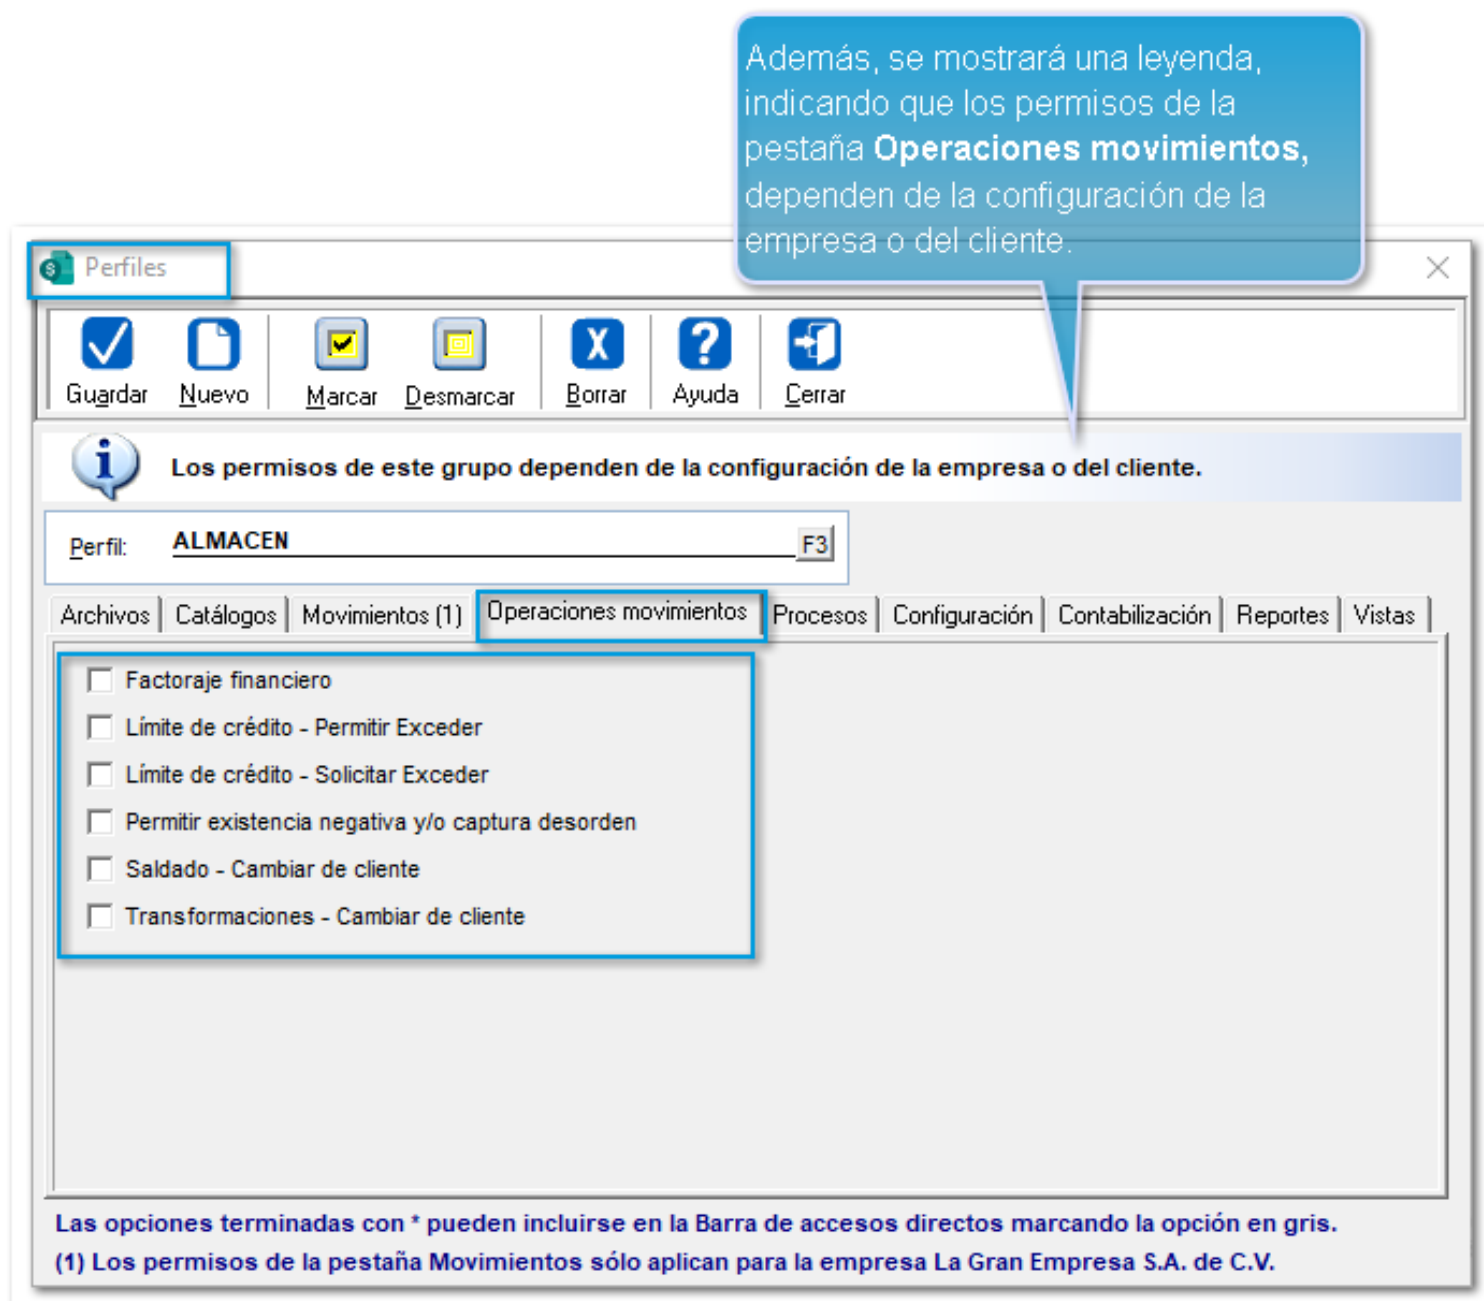 Además, se mostrará una leyenda,
indicando que los permisos de la
pestaña Operaciones movimientos,
dependen de la configuración de la
empresa o del cliente.
Perfiles
Guardar Nuevo Marcar Desmarcar Borrar Ayuda Cerrar
Los permisos de este grupo dependen de la configuración de la empresa o del cliente.
Perfil: ALMACEN F3
Archivos Catálogos Movimientos (1) Operaciones movimientos Procesos Configuración Contabilización Reportes Vistas
Factoraje financiero
Límite de crédito - Permitir Exceder
Límite de crédito - Solicitar Exceder
Permitir existencia negativa y/o captura desorden
Saldado - Cambiar de cliente
Transformaciones - Cambiar de cliente
Las opciones terminadas con * pueden incluirse en la Barra de accesos directos marcando la opción en gris.
(1) Los permisos de la pestaña Movimientos sólo aplican para la empresa La Gran Empresa S.A. de C.V.